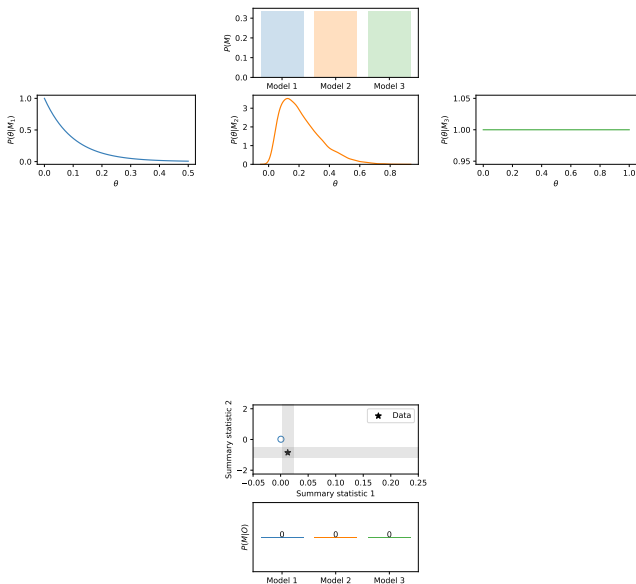 P(M)
0.3
0.2
0.1
0.0
Model 1 Model 2 Model 3
P(θ|M₁)
1.0
0.5
0.0
0.0 0.1 0.2 0.3 0.4 0.5
θ
P(θ|M₂)
3
2
1
0
0.0 0.2 0.4 0.6 0.8
θ
P(θ|M₃)
1.05
1.00
0.95
0.0 0.2 0.4 0.6 0.8 1.0
θ
Summary statistic 2
2
0
−2
Data
−0.05 0.00 0.05 0.10 0.15 0.20 0.25
Summary statistic 1
P(M|O)
0 0 0
Model 1 Model 2 Model 3